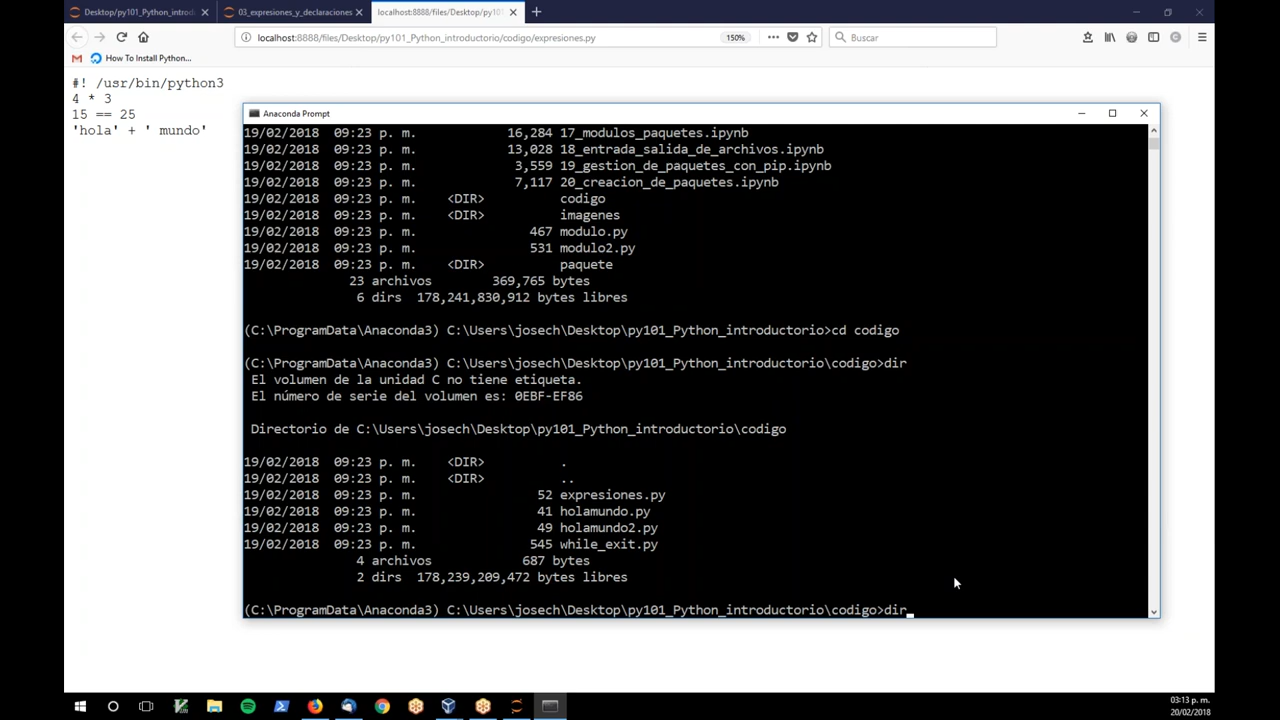 Desktop/py101_Python_introd
03_expresiones_y_declaraciones
localhost:8888/files/Desktop/py101
localhost:8888/files/Desktop/py101_Python_introductorio/codigo/expresiones.py
150%
Buscar
How To Install Python...
#! /usr/bin/python3
4 * 3
15 == 25
'hola' + ' mundo'
Anaconda Prompt
19/02/2018 09:23 p. m. 16,284 17_modulos_paquetes.ipynb
19/02/2018 09:23 p. m. 13,028 18_entrada_salida_de_archivos.ipynb
19/02/2018 09:23 p. m. 3,559 19_gestion_de_paquetes_con_pip.ipynb
19/02/2018 09:23 p. m. 7,117 20_creacion_de_paquetes.ipynb
19/02/2018 09:23 p. m. <DIR> codigo
19/02/2018 09:23 p. m. <DIR> imagenes
19/02/2018 09:23 p. m. 467 modulo.py
19/02/2018 09:23 p. m. 531 modulo2.py
19/02/2018 09:23 p. m. <DIR> paquete
23 archivos 369,765 bytes
6 dirs 178,241,830,912 bytes libres
(C:\ProgramData\Anaconda3) C:\Users\josech\Desktop\py101_Python_introductorio>cd codigo
(C:\ProgramData\Anaconda3) C:\Users\josech\Desktop\py101_Python_introductorio\codigo>dir
El volumen de la unidad C no tiene etiqueta.
El número de serie del volumen es: 0EBF-EF86
Directorio de C:\Users\josech\Desktop\py101_Python_introductorio\codigo
19/02/2018 09:23 p. m. <DIR> .
19/02/2018 09:23 p. m. <DIR> ..
19/02/2018 09:23 p. m. 52 expresiones.py
19/02/2018 09:23 p. m. 41 holamundo.py
19/02/2018 09:23 p. m. 49 holamundo2.py
19/02/2018 09:23 p. m. 545 while_exit.py
4 archivos 687 bytes
2 dirs 178,239,209,472 bytes libres
(C:\ProgramData\Anaconda3) C:\Users\josech\Desktop\py101_Python_introductorio\codigo>dir
03:13 p. m.
20/02/2018